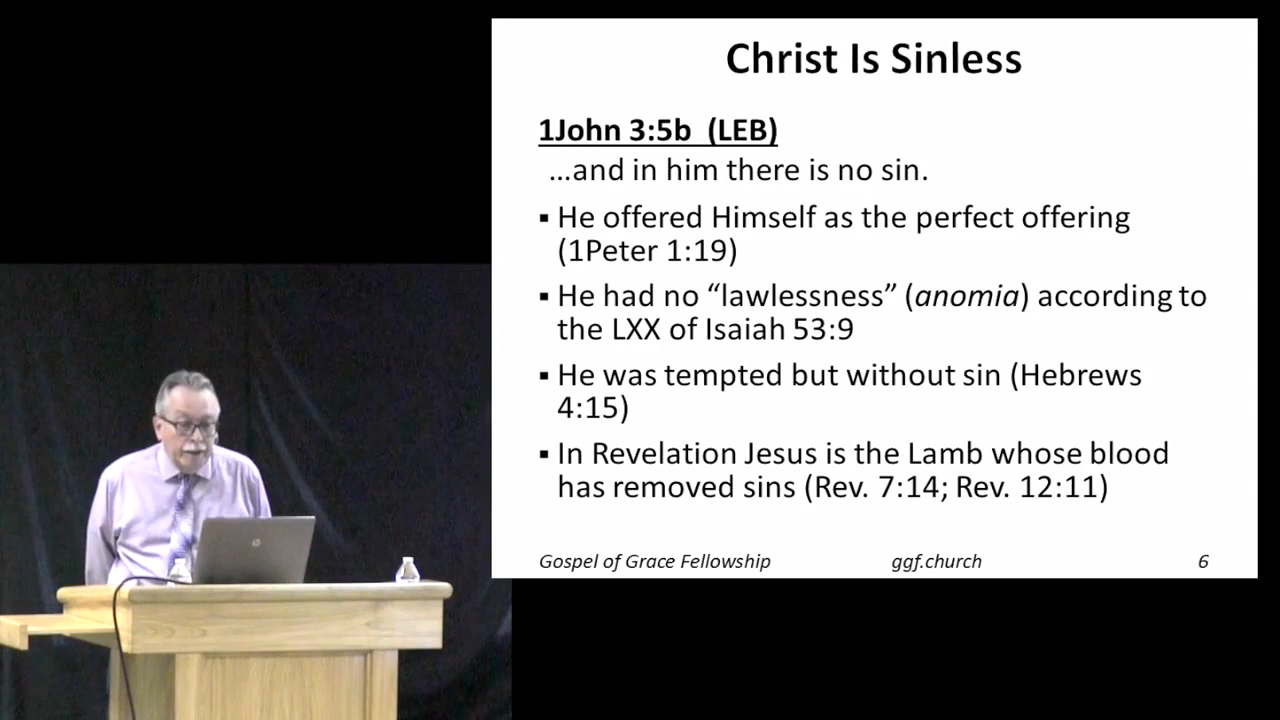 Christ Is Sinless
1John 3:5b (LEB)
…and in him there is no sin.
▪ He offered Himself as the perfect offering
(1Peter 1:19)
▪ He had no “lawlessness” (anomia) according to
the LXX of Isaiah 53:9
▪ He was tempted but without sin (Hebrews
4:15)
▪ In Revelation Jesus is the Lamb whose blood
has removed sins (Rev. 7:14; Rev. 12:11)
Gospel of Grace Fellowship ggf.church 6